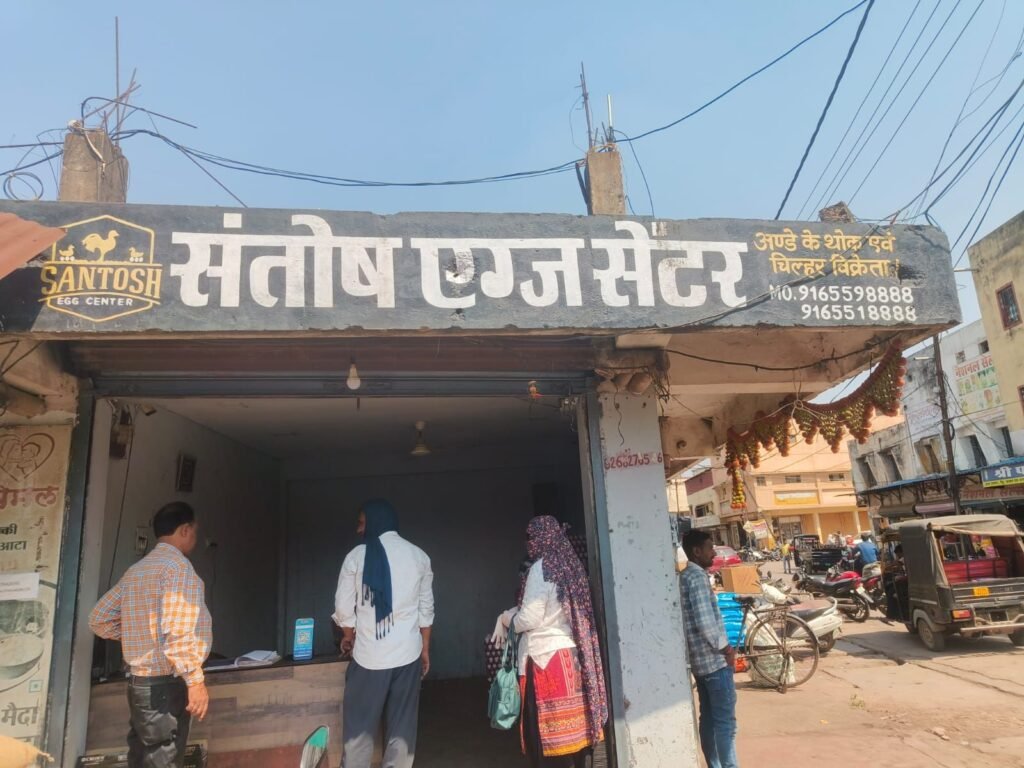 SANTOSH
EGG CENTER
संतोष एग्ज सेंटर
अण्डे के थोक एवं
चिल्हर विक्रेता
MO.9165598888
9165518888
की
आटा
मैदा